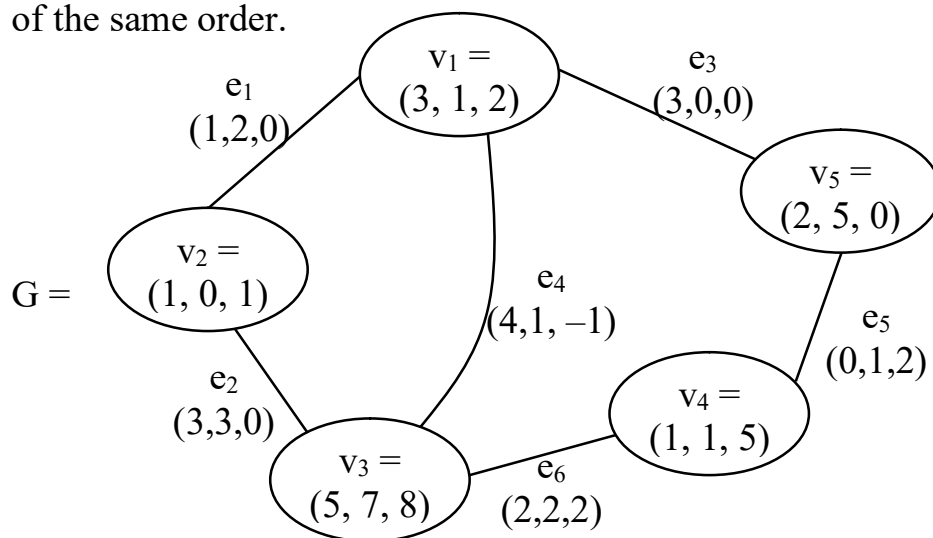 of the same order.
v₁ =
(3, 1, 2)
e₃
(3,0,0)
e₁
(1,2,0)
v₅ =
(2, 5, 0)
v₂ =
(1, 0, 1)
G =
e₄
(4,1, –1)
e₅
(0,1,2)
e₂
(3,3,0)
v₄ =
(1, 1, 5)
v₃ =
(5, 7, 8)
e₆
(2,2,2)